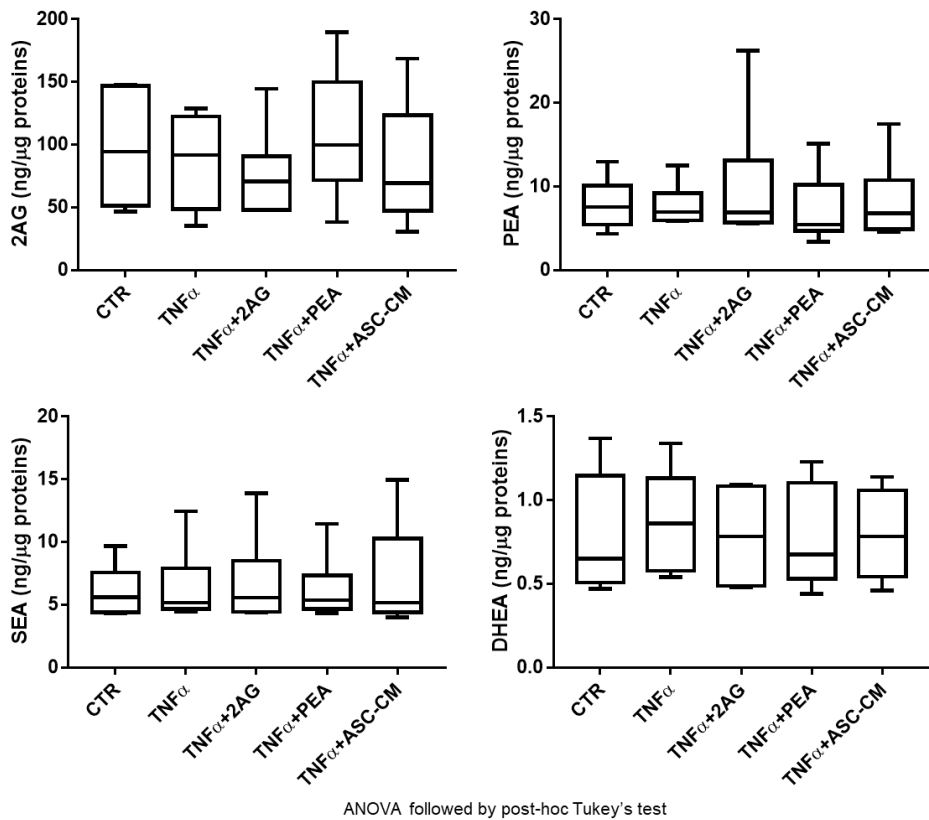 2AG (ng/µg proteins)
200
150
100
50
0
CTR
TNFα
TNFα+2AG
TNFα+PEA
TNFα+ASC-CM
PEA (ng/µg proteins)
30
20
10
0
CTR
TNFα
TNFα+2AG
TNFα+PEA
TNFα+ASC-CM
SEA (ng/µg proteins)
20
15
10
5
0
CTR
TNFα
TNFα+2AG
TNFα+PEA
TNFα+ASC-CM
DHEA (ng/µg proteins)
1.5
1.0
0.5
0.0
CTR
TNFα
TNFα+2AG
TNFα+PEA
TNFα+ASC-CM
ANOVA followed by post-hoc Tukey's test